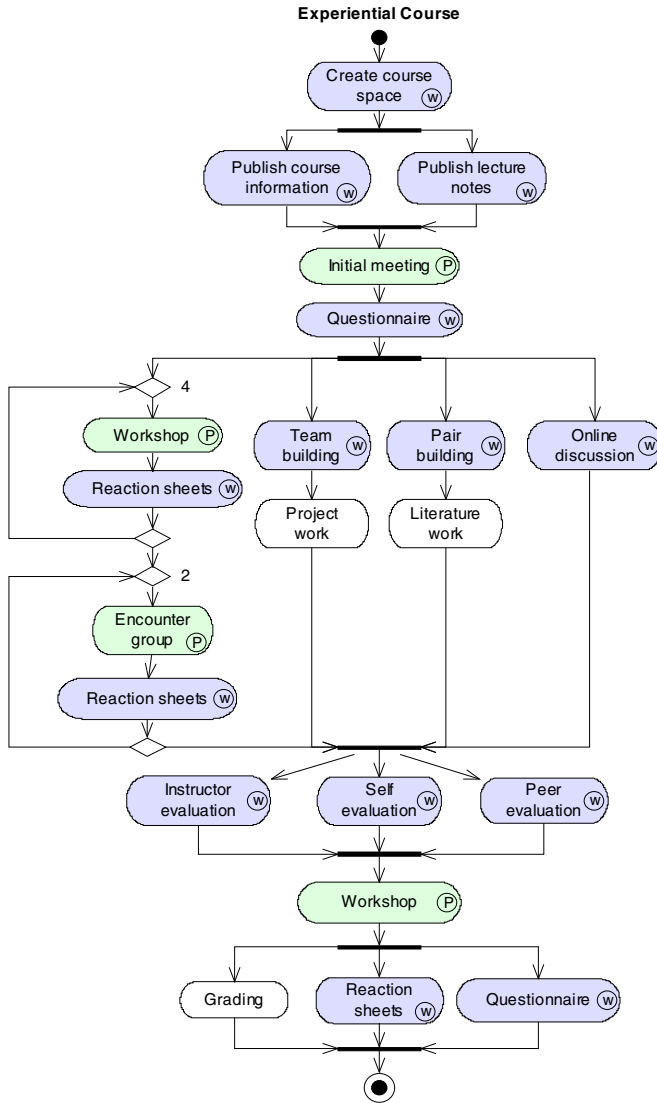 Experiential Course
Create course
space W
Publish course
information W
Publish lecture
notes W
Initial meeting P
Questionnaire W
4
Workshop P
Reaction sheets W
Team
building W
Pair
building W
Online
discussion W
Project
work
Literature
work
2
Encounter
group P
Reaction sheets W
Instructor
evaluation W
Self
evaluation W
Peer
evaluation W
Workshop P
Grading
Reaction
sheets W
Questionnaire W